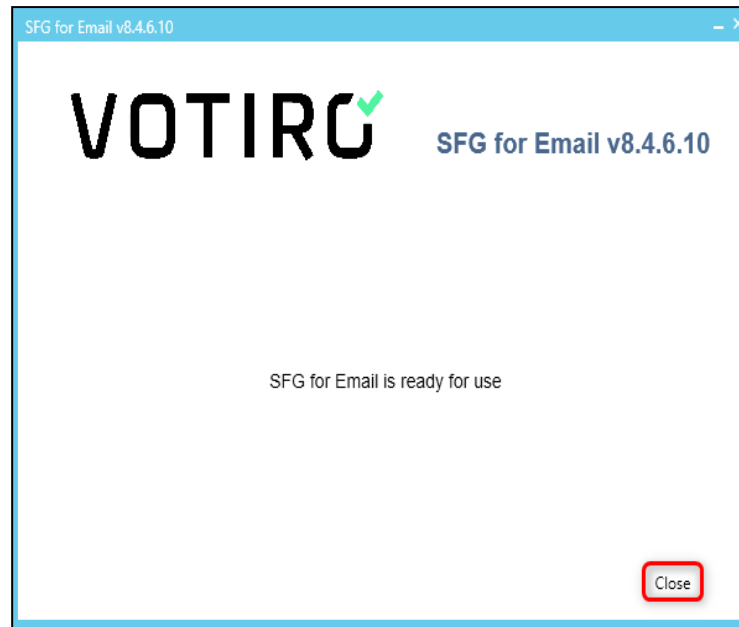 SFG for Email v8.4.6.10
VOTIRO
SFG for Email v8.4.6.10
SFG for Email is ready for use
Close